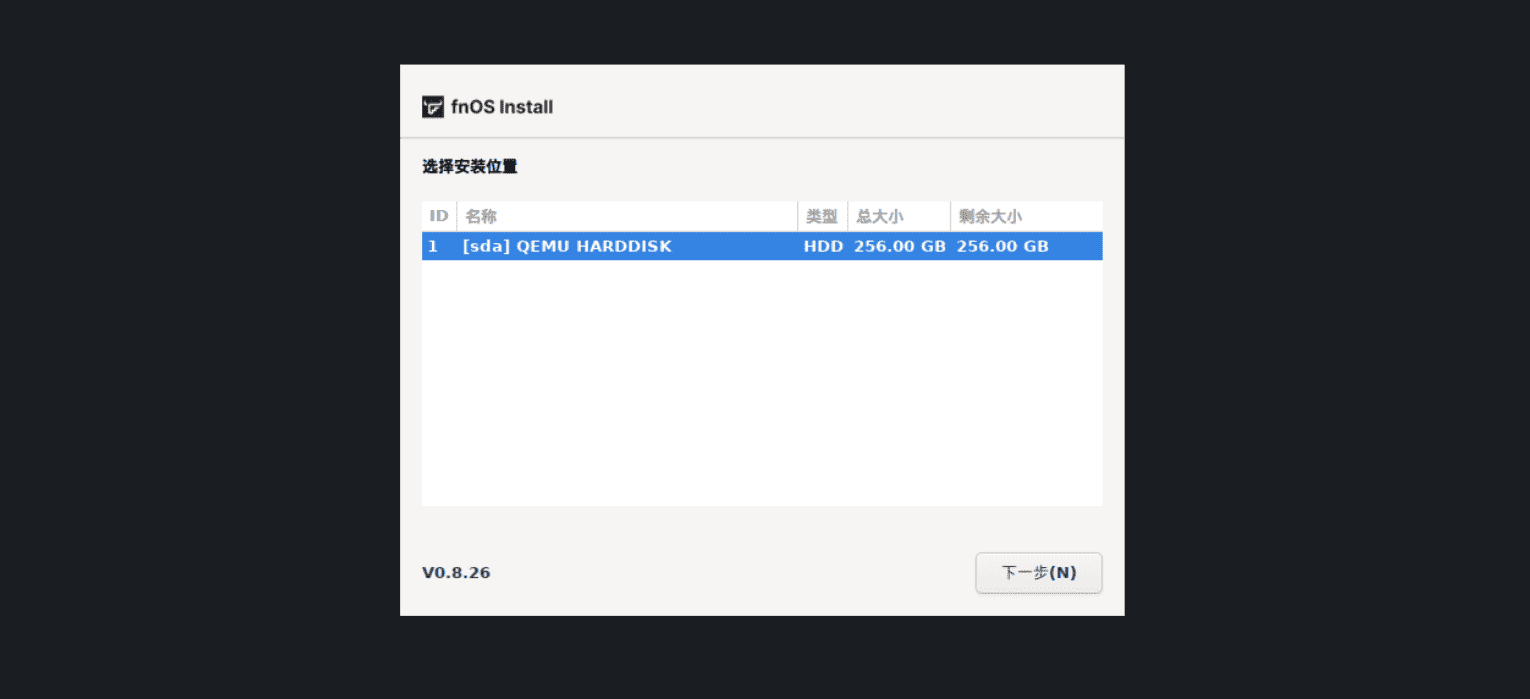 fnOS Install
选择安装位置
ID 名称 类型 总大小 剩余大小
1 [sda] QEMU HARDDISK HDD 256.00 GB 256.00 GB
V0.8.26 下一步(N)